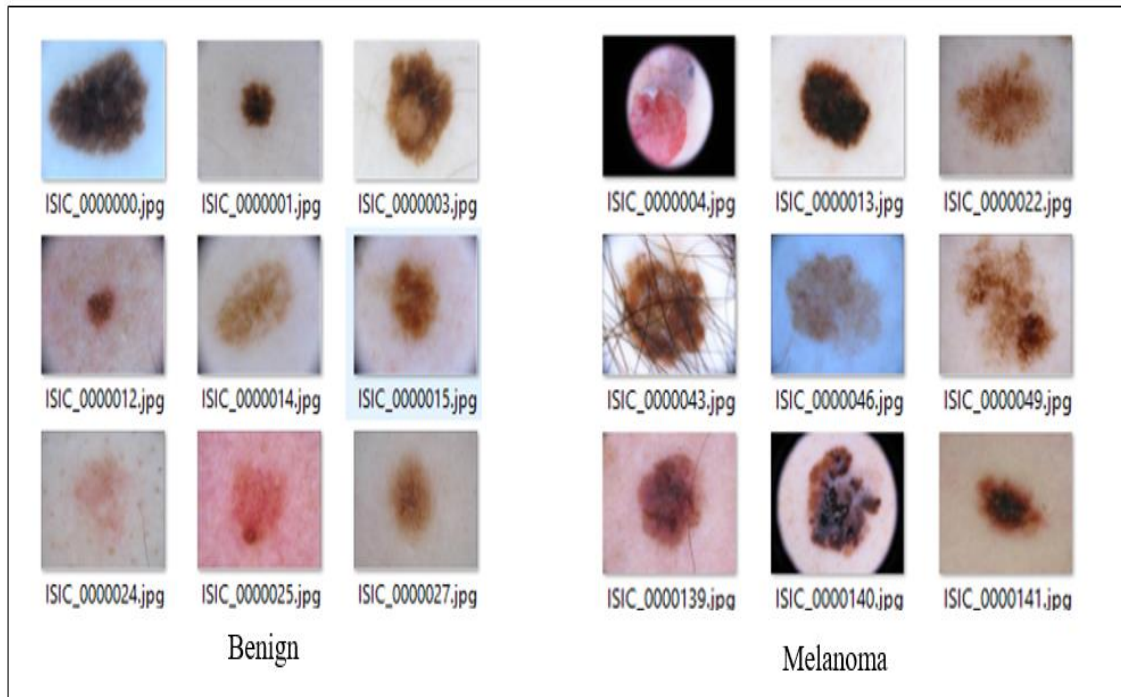 ISIC_0000000.jpg ISIC_0000001.jpg ISIC_0000003.jpg
ISIC_0000012.jpg ISIC_0000014.jpg ISIC_0000015.jpg
ISIC_0000024.jpg ISIC_0000025.jpg ISIC_0000027.jpg
Benign
ISIC_0000004.jpg ISIC_0000013.jpg ISIC_0000022.jpg
ISIC_0000043.jpg ISIC_0000046.jpg ISIC_0000049.jpg
ISIC_0000139.jpg ISIC_0000140.jpg ISIC_0000141.jpg
Melanoma